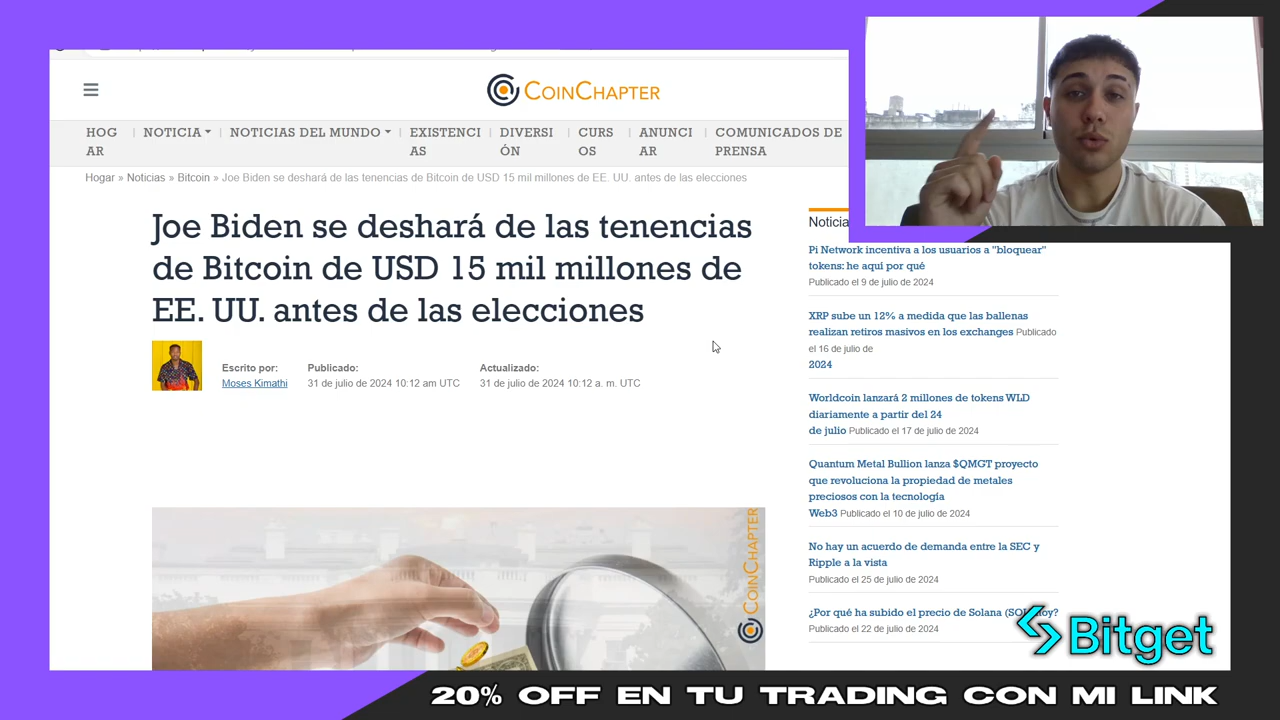 COINCHAPTER
HOG
AR
NOTICIA
NOTICIAS DEL MUNDO
EXISTENCI
AS
DIVERSI
ÓN
CURS
OS
ANUNCI
AR
COMUNICADOS DE
PRENSA
Hogar » Noticias » Bitcoin » Joe Biden se deshará de las tenencias de Bitcoin de USD 15 mil millones de EE. UU. antes de las elecciones
Joe Biden se deshará de las tenencias
de Bitcoin de USD 15 mil millones de
EE. UU. antes de las elecciones
Escrito por:
Moses Kimathi
Publicado:
31 de julio de 2024 10:12 am UTC
Actualizado:
31 de julio de 2024 10:12 a. m. UTC
COINCHAPTER
Noticia
Pi Network incentiva a los usuarios a "bloquear"
tokens: he aquí por qué
Publicado el 9 de julio de 2024
XRP sube un 12% a medida que las ballenas
realizan retiros masivos en los exchanges Publicado
el 16 de julio de
2024
Worldcoin lanzará 2 millones de tokens WLD
diariamente a partir del 24
de julio Publicado el 17 de julio de 2024
Quantum Metal Bullion lanza $QMGT proyecto
que revoluciona la propiedad de metales
preciosos con la tecnología
Web3 Publicado el 10 de julio de 2024
No hay un acuerdo de demanda entre la SEC y
Ripple a la vista
Publicado el 25 de julio de 2024
¿Por qué ha subido el precio de Solana
Publicado el 22 de julio de 2024
Bitget
20% OFF EN TU TRADING CON MI LINK